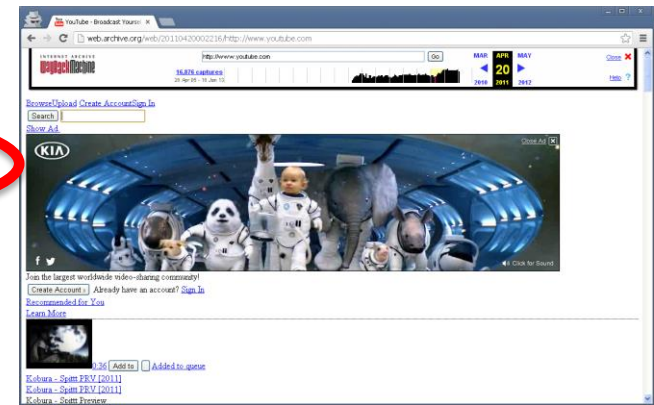 YouTube - Broadcast Yoursel
web.archive.org/web/20110420002216/http://www.youtube.com
INTERNET ARCHIVE
WayBackMachine
http://www.youtube.com
Go
16,876 captures
MAR APR MAY
20
2010 2011 2012
Close
Help ?
BrowseUpload Create AccountSign In
Search
Show Ad
Close Ad X
KIA
Click for Sound
Join the largest worldwide video-sharing community!
Create Account › Already have an account? Sign In
Recommended for You
Learn More
0:36 Add to Added to queue
Kobura - Spitt PRV [2011]
Kobura - Spitt PRV [2011]
Kobura - Spitt Preview